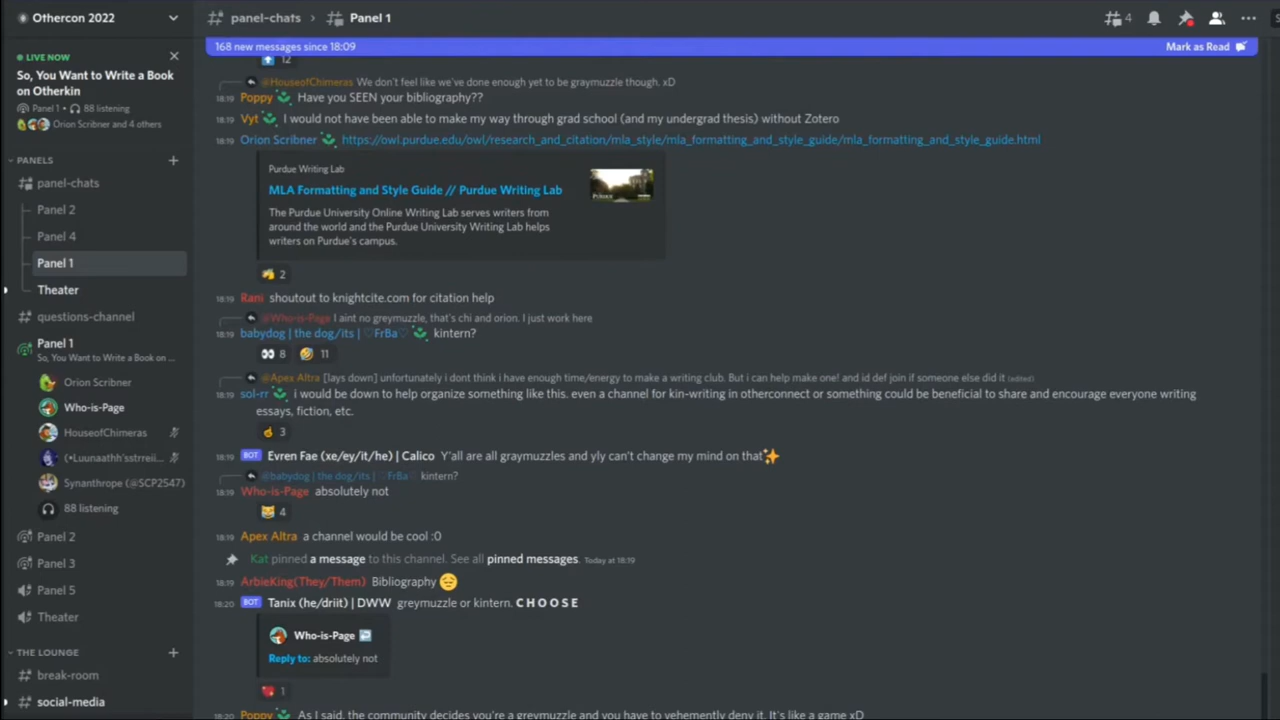 Othercon 2022
LIVE NOW
So, You Want to Write a Book
on Otherkin
Panel 1 • 88 listening
Orion Scribner and 4 others
PANELS
panel-chats
Panel 2
Panel 4
Panel 1
Theater
questions-channel
Panel 1
So, You Want to Write a Book on ...
Orion Scribner
Who-is-Page
HouseofChimeras
(•Luunaathh'sstrreii...
Synanthrope (@SCP2547)
88 listening
Panel 2
Panel 3
Panel 5
Theater
THE LOUNGE
break-room
social-media
panel-chats > Panel 1
4
168 new messages since 18:09
Mark as Read
12
@HouseofChimeras We don't feel like we've done enough yet to be graymuzzle though. xD
18:19 Poppy Have you SEEN your bibliography??
18:19 Vyt I would not have been able to make my way through grad school (and my undergrad thesis) without Zotero
18:19 Orion Scribner https://owl.purdue.edu/owl/research_and_citation/mla_style/mla_formatting_and_style_guide/mla_formatting_and_style_guide.html
Purdue Writing Lab
MLA Formatting and Style Guide // Purdue Writing Lab
The Purdue University Online Writing Lab serves writers from
around the world and the Purdue University Writing Lab helps
writers on Purdue's campus.
2
18:19 Rani shoutout to knightcite.com for citation help
@Who-is-Page I aint no greymuzzle, that's chi and orion. I just work here
18:19 babydog | the dog/its | ♡FrBa♡ kintern?
8 11
@Apex Altra [lays down] unfortunately i dont think i have enough time/energy to make a writing club. But i can help make one! and id def join if someone else did it (edited)
18:19 sol-rr i would be down to help organize something like this. even a channel for kin-writing in otherconnect or something could be beneficial to share and encourage everyone writing
essays, fiction, etc.
3
18:19 BOT Evren Fae (xe/ey/it/he) | Calico Y'all are all graymuzzles and yly can't change my mind on that✨
@babydog | the dog/its | ♡FrBa♡ kintern?
18:19 Who-is-Page absolutely not
4
18:19 Apex Altra a channel would be cool :0
Kat pinned a message to this channel. See all pinned messages. Today at 18:19
18:19 ArbieKing(They/Them) Bibliography 😔
18:20 BOT Tanix (he/driit) | DWW greymuzzle or kintern. C H O O S E
Who-is-Page
Reply to: absolutely not
1
18:20 Poppy As I said, the community decides you're a greymuzzle and you have to vehemently deny it. It's like a game xD